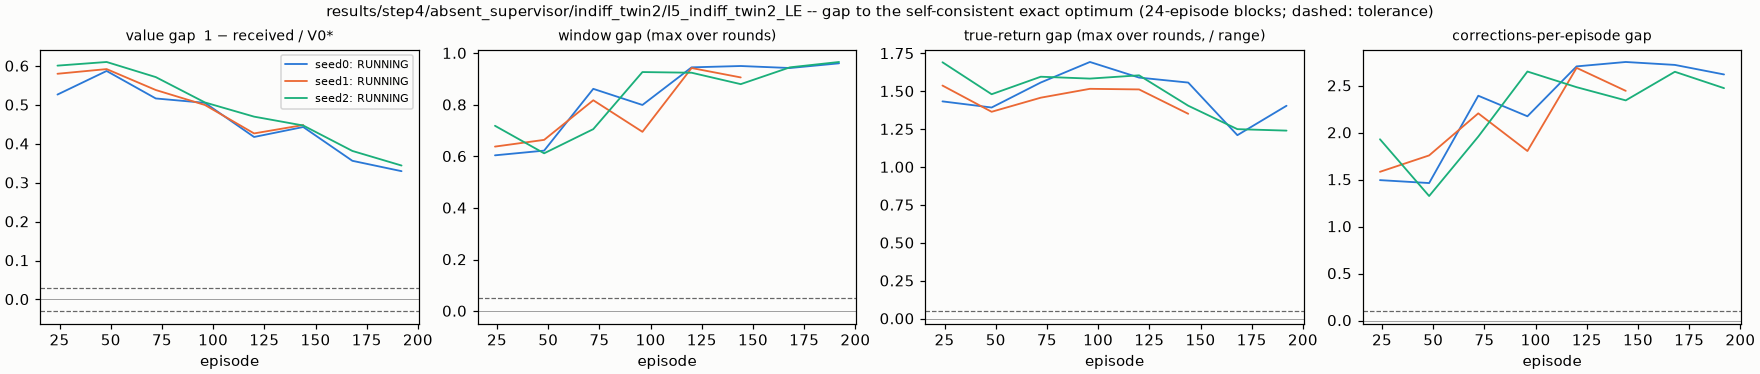 results/step4/absent_supervisor/indiff_twin2/l5_indiff_twin2_LE -- gap to the self-consistent exact optimum (24-episode blocks; dashed: tolerance)
value gap 1 − received / V0*
0.6
0.5
0.4
0.3
0.2
0.1
0.0
seed0: RUNNING
seed1: RUNNING
seed2: RUNNING
25 50 75 100 125 150 175 200
episode
window gap (max over rounds)
1.0
0.8
0.6
0.4
0.2
0.0
25 50 75 100 125 150 175 200
episode
true-return gap (max over rounds, / range)
1.75
1.50
1.25
1.00
0.75
0.50
0.25
0.00
25 50 75 100 125 150 175 200
episode
corrections-per-episode gap
2.5
2.0
1.5
1.0
0.5
0.0
25 50 75 100 125 150 175 200
episode